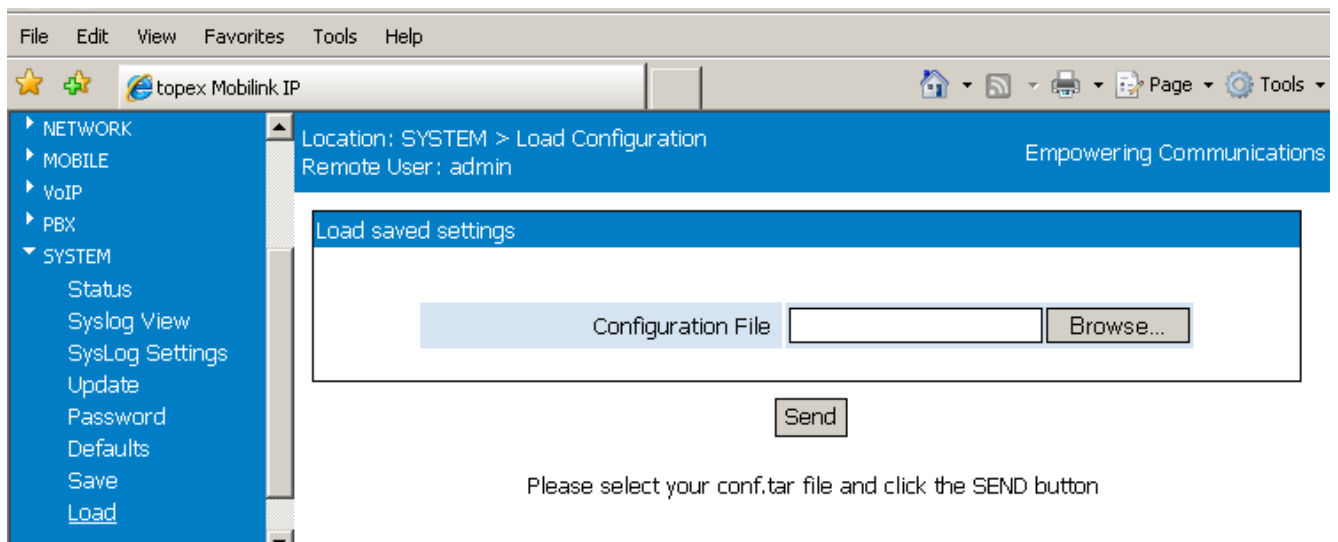 File Edit View Favorites Tools Help
topex Mobilink IP
Page Tools
NETWORK
MOBILE
VoIP
PBX
SYSTEM
Status
Syslog View
SysLog Settings
Update
Password
Defaults
Save
Load
Location: SYSTEM > Load Configuration
Remote User: admin
Empowering Communications
Load saved settings
Configuration File Browse...
Send
Please select your conf.tar file and click the SEND button